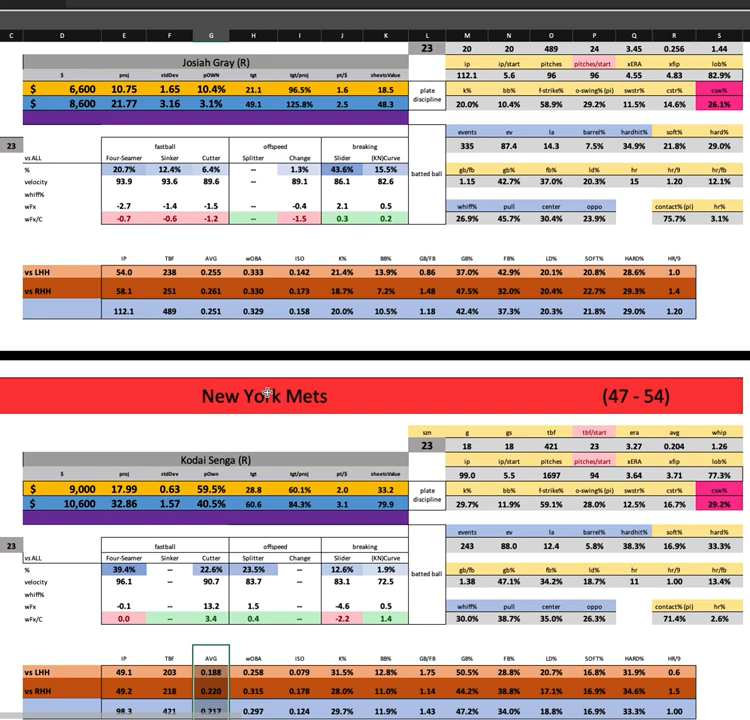 C D E F G H I J K L M N O P Q R S
23 20 20 489 24 3.45 0.256 1.44
Josiah Gray (R) ip ip/start pitches pitches/start xERA xfip lob%
112.1 5.6 96 96 4.55 4.83 82.9%
$ proj stdDev pOWN tgt tgt/proj pt/$ sheetsValue
$ 6,600 10.75 1.65 10.4% 21.1 96.5% 1.6 18.5 plate discipline k% bb% f-strike% o-swing% (pi) swstr% cstr% csw%
$ 8,600 21.77 3.16 3.1% 49.1 125.8% 2.5 48.3 20.0% 10.4% 58.9% 29.2% 11.5% 14.6% 26.1%
events ev la barrel% hardhit% soft% hard%
23 fastball offspeed breaking 335 87.4 14.3 7.5% 34.9% 21.8% 29.0%
vs ALL Four-Seamer Sinker Cutter Splitter Change Slider (KN)Curve
% 20.7% 12.4% 6.4% -- 1.3% 43.6% 15.5% batted ball gb/fb gb% fb% ld% hr hr/9 hr/fb
velocity 93.9 93.6 89.6 -- 89.1 86.1 82.6 1.15 42.7% 37.0% 20.3% 15 1.20 12.1%
whiff%
wFx -2.7 -1.4 -1.5 -0.4 2.1 0.5 whiff% pull center oppo contact% (pi) hr%
wFx/C -0.7 -0.6 -1.2 -- -1.5 0.3 0.2 26.9% 45.7% 30.4% 23.9% 75.7% 3.1%
IP TBF AVG wOBA ISO K% BB% GB/FB GB% FB% LD% SOFT% HARD% HR/9
vs LHH 54.0 238 0.255 0.333 0.142 21.4% 13.9% 0.86 37.0% 42.9% 20.1% 20.8% 28.6% 1.0
vs RHH 58.1 251 0.261 0.330 0.173 18.7% 7.2% 1.48 47.5% 32.0% 20.4% 22.7% 29.3% 1.4
112.1 489 0.251 0.329 0.158 20.0% 10.5% 1.18 42.4% 37.3% 20.3% 21.8% 29.0% 1.20
New York Mets (47 - 54)
szn g gs tbf tbf/start era avg whip
23 18 18 421 23 3.27 0.204 1.26
Kodai Senga (R) ip ip/start pitches pitches/start xERA xfip lob%
99.0 5.5 1697 94 3.64 3.71 77.3%
$ proj stdDev pOwn tgt tgt/proj pt/$ sheetsValue
$ 9,000 17.99 0.63 59.5% 28.8 60.1% 2.0 33.2 plate discipline k% bb% f-strike% o-swing% (pi) swstr% cstr% csw%
$ 10,600 32.86 1.57 40.5% 60.6 84.3% 3.1 79.9 29.7% 11.9% 59.1% 28.0% 12.5% 16.7% 29.2%
events ev la barrel% hardhit% soft% hard%
23 fastball offspeed breaking 243 88.0 12.4 5.8% 38.3% 16.9% 33.3%
vs ALL Four-Seamer Sinker Cutter Splitter Change Slider (KN)Curve
% 39.4% -- 22.6% 23.5% -- 12.6% 1.9% batted ball gb/fb gb% fb% ld% hr hr/9 hr/fb
velocity 96.1 -- 90.7 83.7 -- 83.1 72.5 1.38 47.1% 34.2% 18.7% 11 1.00 13.4%
whiff%
wFx -0.1 13.2 1.5 -4.6 0.5 whiff% pull center oppo contact% (pi) hr%
wFx/C 0.0 -- 3.4 0.4 -- -2.2 1.4 30.0% 38.7% 35.0% 26.3% 71.4% 2.6%
IP TBF AVG wOBA ISO K% BB% GB/FB GB% FB% LD% SOFT% HARD% HR/9
vs LHH 49.1 203 0.188 0.258 0.079 31.5% 12.8% 1.75 50.5% 28.8% 20.7% 16.8% 31.9% 0.6
vs RHH 49.2 218 0.220 0.315 0.178 28.0% 11.0% 1.14 44.2% 38.8% 17.1% 16.9% 34.6% 1.5
98.3 421 0.217 0.297 0.124 29.7% 11.9% 1.43 47.2% 34.0% 18.8% 16.9% 33.3% 1.00